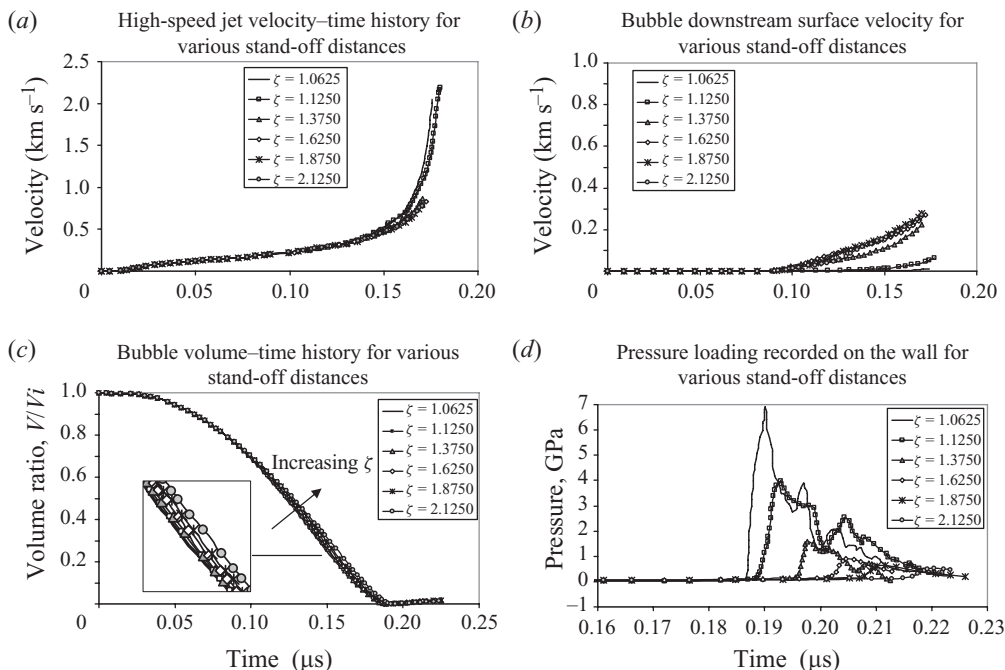 (a) High-speed jet velocity–time history for
various stand-off distances
2.5
2.0
1.5
1.0
0.5
0
Velocity (km s−1)
ζ = 1.0625
ζ = 1.1250
ζ = 1.3750
ζ = 1.6250
ζ = 1.8750
ζ = 2.1250
0 0.05 0.10 0.15 0.20
(b) Bubble downstream surface velocity for
various stand-off distances
1.0
0.8
0.6
0.4
0.2
0
Velocity (km s−1)
ζ = 1.0625
ζ = 1.1250
ζ = 1.3750
ζ = 1.6250
ζ = 1.8750
ζ = 2.1250
0 0.05 0.10 0.15 0.20
(c) Bubble volume–time history for various
stand-off distances
1.0
0.8
0.6
0.4
0.2
0
Volume ratio, V/Vi
ζ = 1.0625
ζ = 1.1250
ζ = 1.3750
ζ = 1.6250
ζ = 1.8750
ζ = 2.1250
Increasing ζ
0.05 0.10 0.15 0.20 0.25
Time (μs)
(d) Pressure loading recorded on the wall for
various stand-off distances
7
6
5
4
3
2
1
0
−1
Pressure, GPa
ζ = 1.0625
ζ = 1.1250
ζ = 1.3750
ζ = 1.6250
ζ = 1.8750
ζ = 2.1250
0.16 0.17 0.18 0.19 0.20 0.21 0.22 0.23
Time (μs)